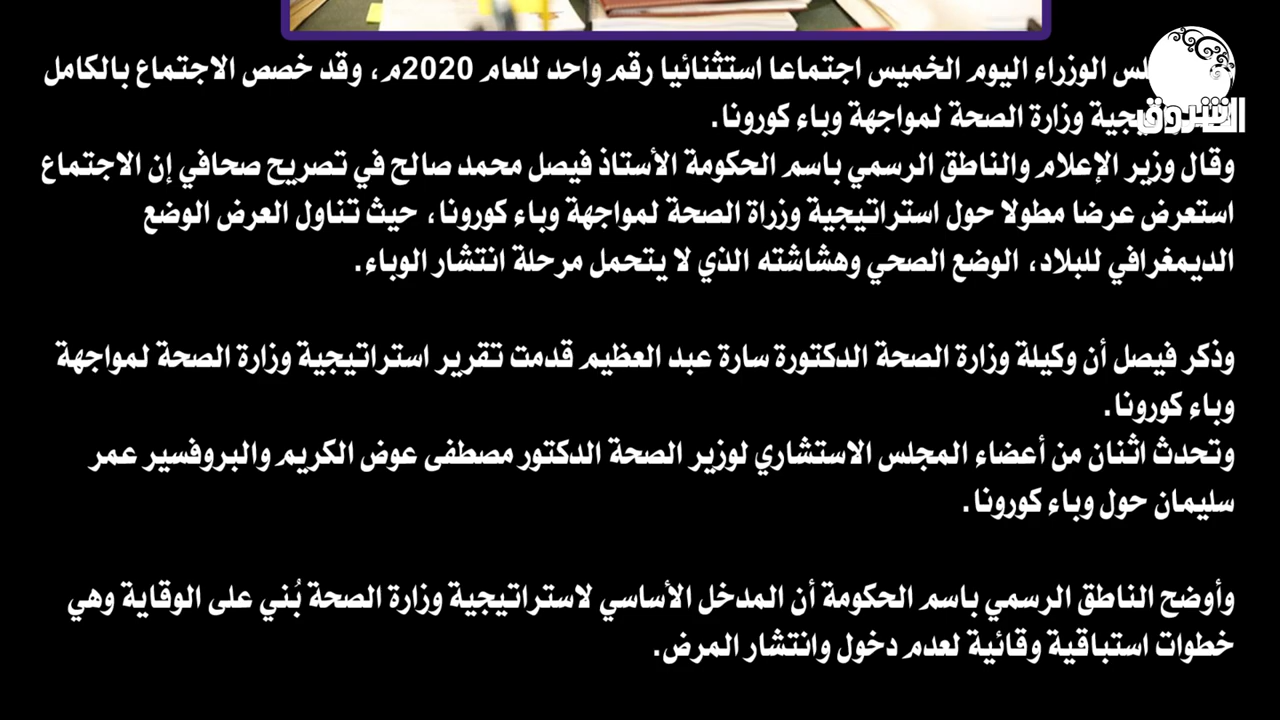 الوزراء اليوم الخميس اجتماعا استثنائيا رقم واحد للعام 2020م، وقد خصص الاجتماع بالكامل
وزارة الصحة لمواجهة وباء كورونا.
الشروق
وقال وزير الإعلام والناطق الرسمي باسم الحكومة الأستاذ فيصل محمد صالح في تصريح صحافي إن الاجتماع
استعرض عرضا مطولا حول استراتيجية وزراة الصحة لمواجهة وباء كورونا، حيث تناول العرض الوضع
الديمغرافي للبلاد، الوضع الصحي وهشاشته الذي لا يتحمل مرحلة انتشار الوباء.
وذكر فيصل أن وكيلة وزارة الصحة الدكتورة سارة عبد العظيم قدمت تقرير استراتيجية وزارة الصحة لمواجهة
وباء كورونا.
وتحدث اثنان من أعضاء المجلس الاستشاري لوزير الصحة الدكتور مصطفى عوض الكريم والبروفسير عمر
سليمان حول وباء كورونا.
وأوضح الناطق الرسمي باسم الحكومة أن المدخل الأساسي لاستراتيجية وزارة الصحة بُني على الوقاية وهي
خطوات استباقية وقائية لعدم دخول وانتشار المرض.